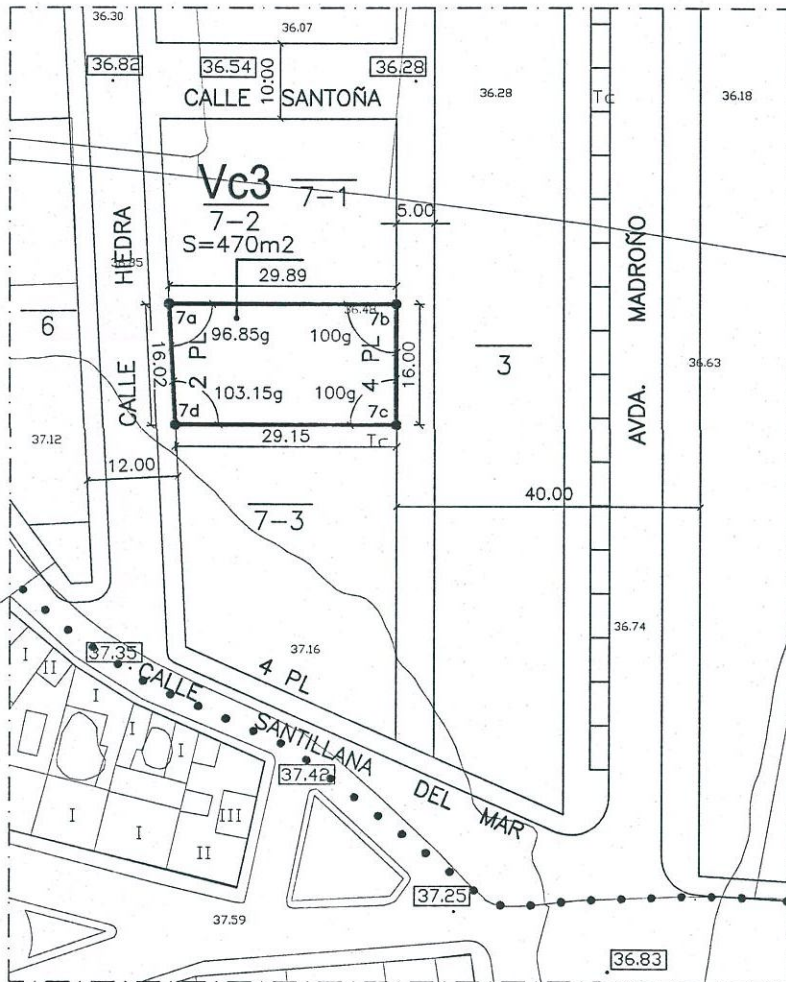 36.30
36.07
36.82
36.54
36.28
10.00
CALLE SANTOÑA
36.28
Tc
36.18
Vc3
7-1
7-2
S=470m2
5.00
CALLE HIEDRA
29.89
AVDA. MADROÑO
6
7a
7b
96.85g
100g
2 PL
4 PL
16.02
16.00
3
36.63
103.15g
100g
7d
7c
29.15
Tc
37.12
12.00
40.00
7-3
36.74
37.16
4 PL
37.35
CALLE SANTILLANA DEL MAR
I
II
I
I
I
37.42
III
I
I
II
37.25
37.59
36.83